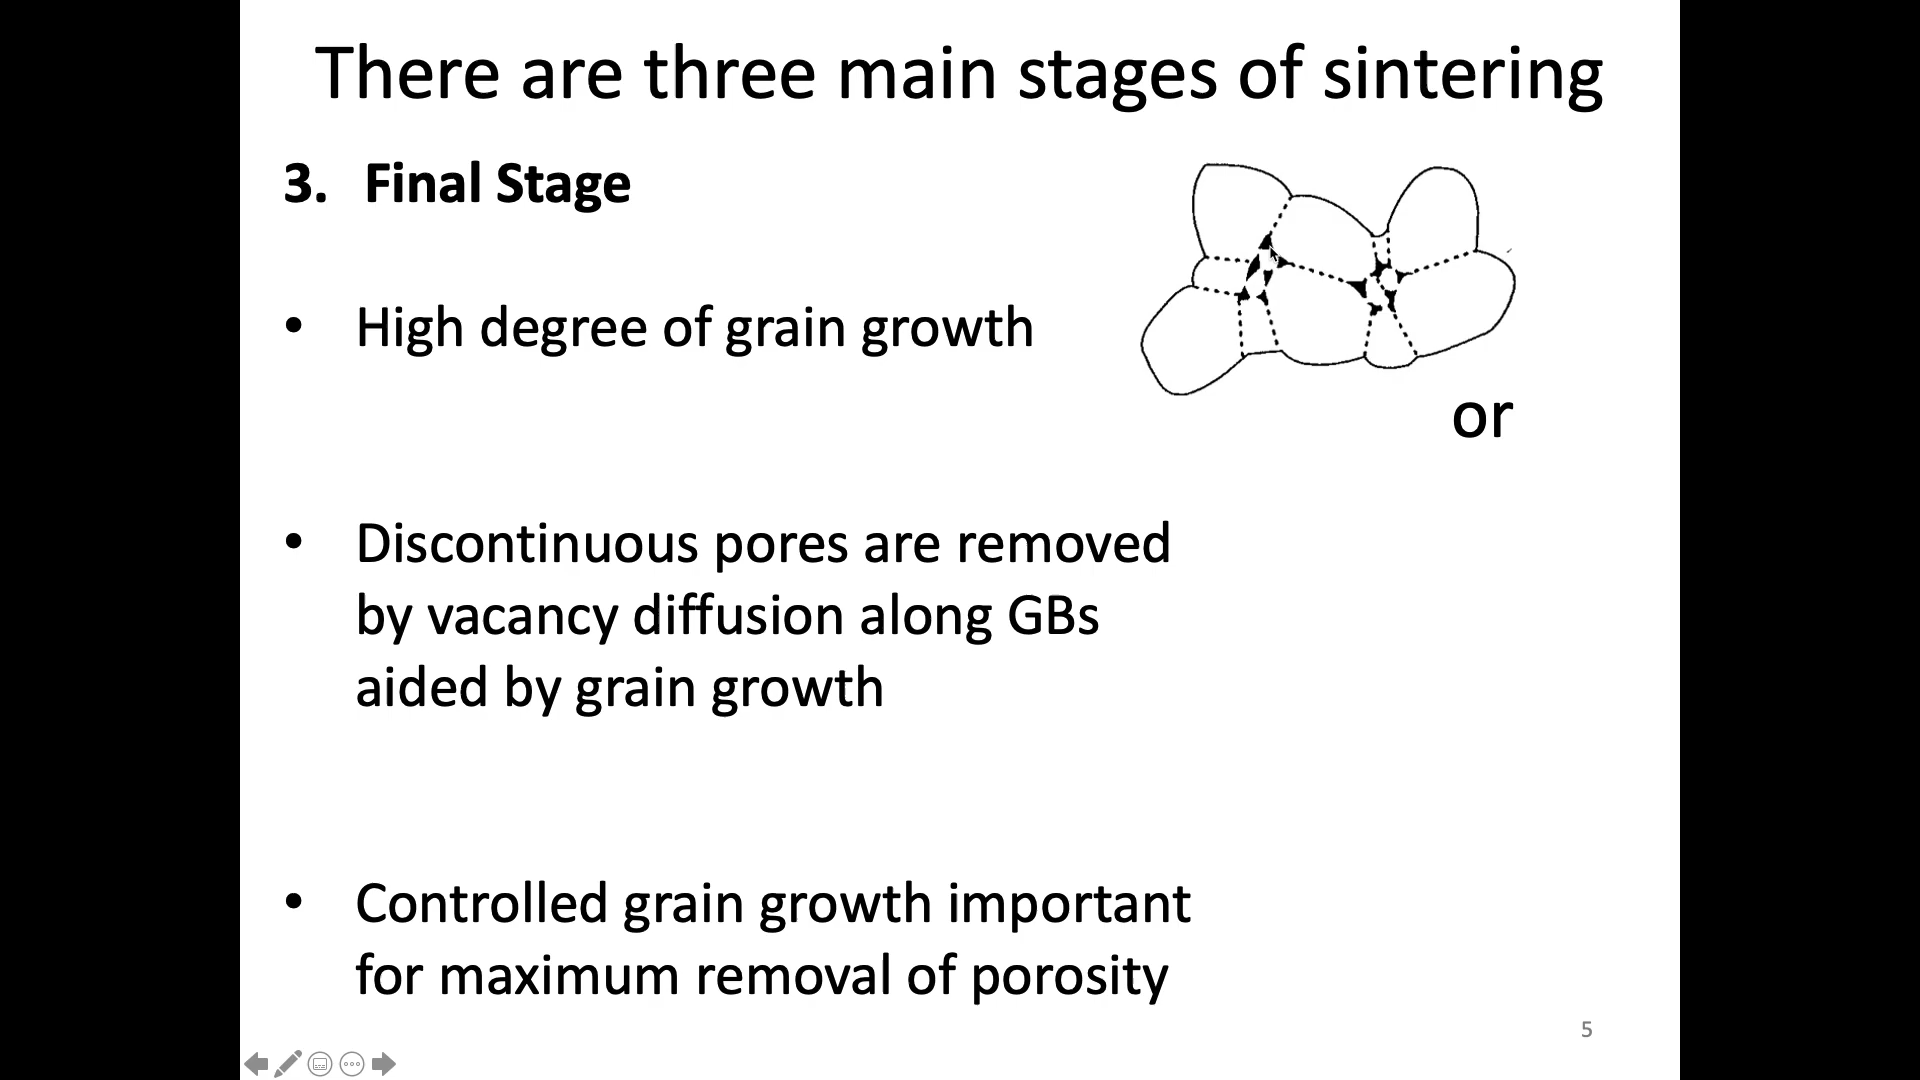 There are three main stages of sintering
3. Final Stage
• High degree of grain growth
or
• Discontinuous pores are removed
by vacancy diffusion along GBs
aided by grain growth
• Controlled grain growth important
for maximum removal of porosity
5